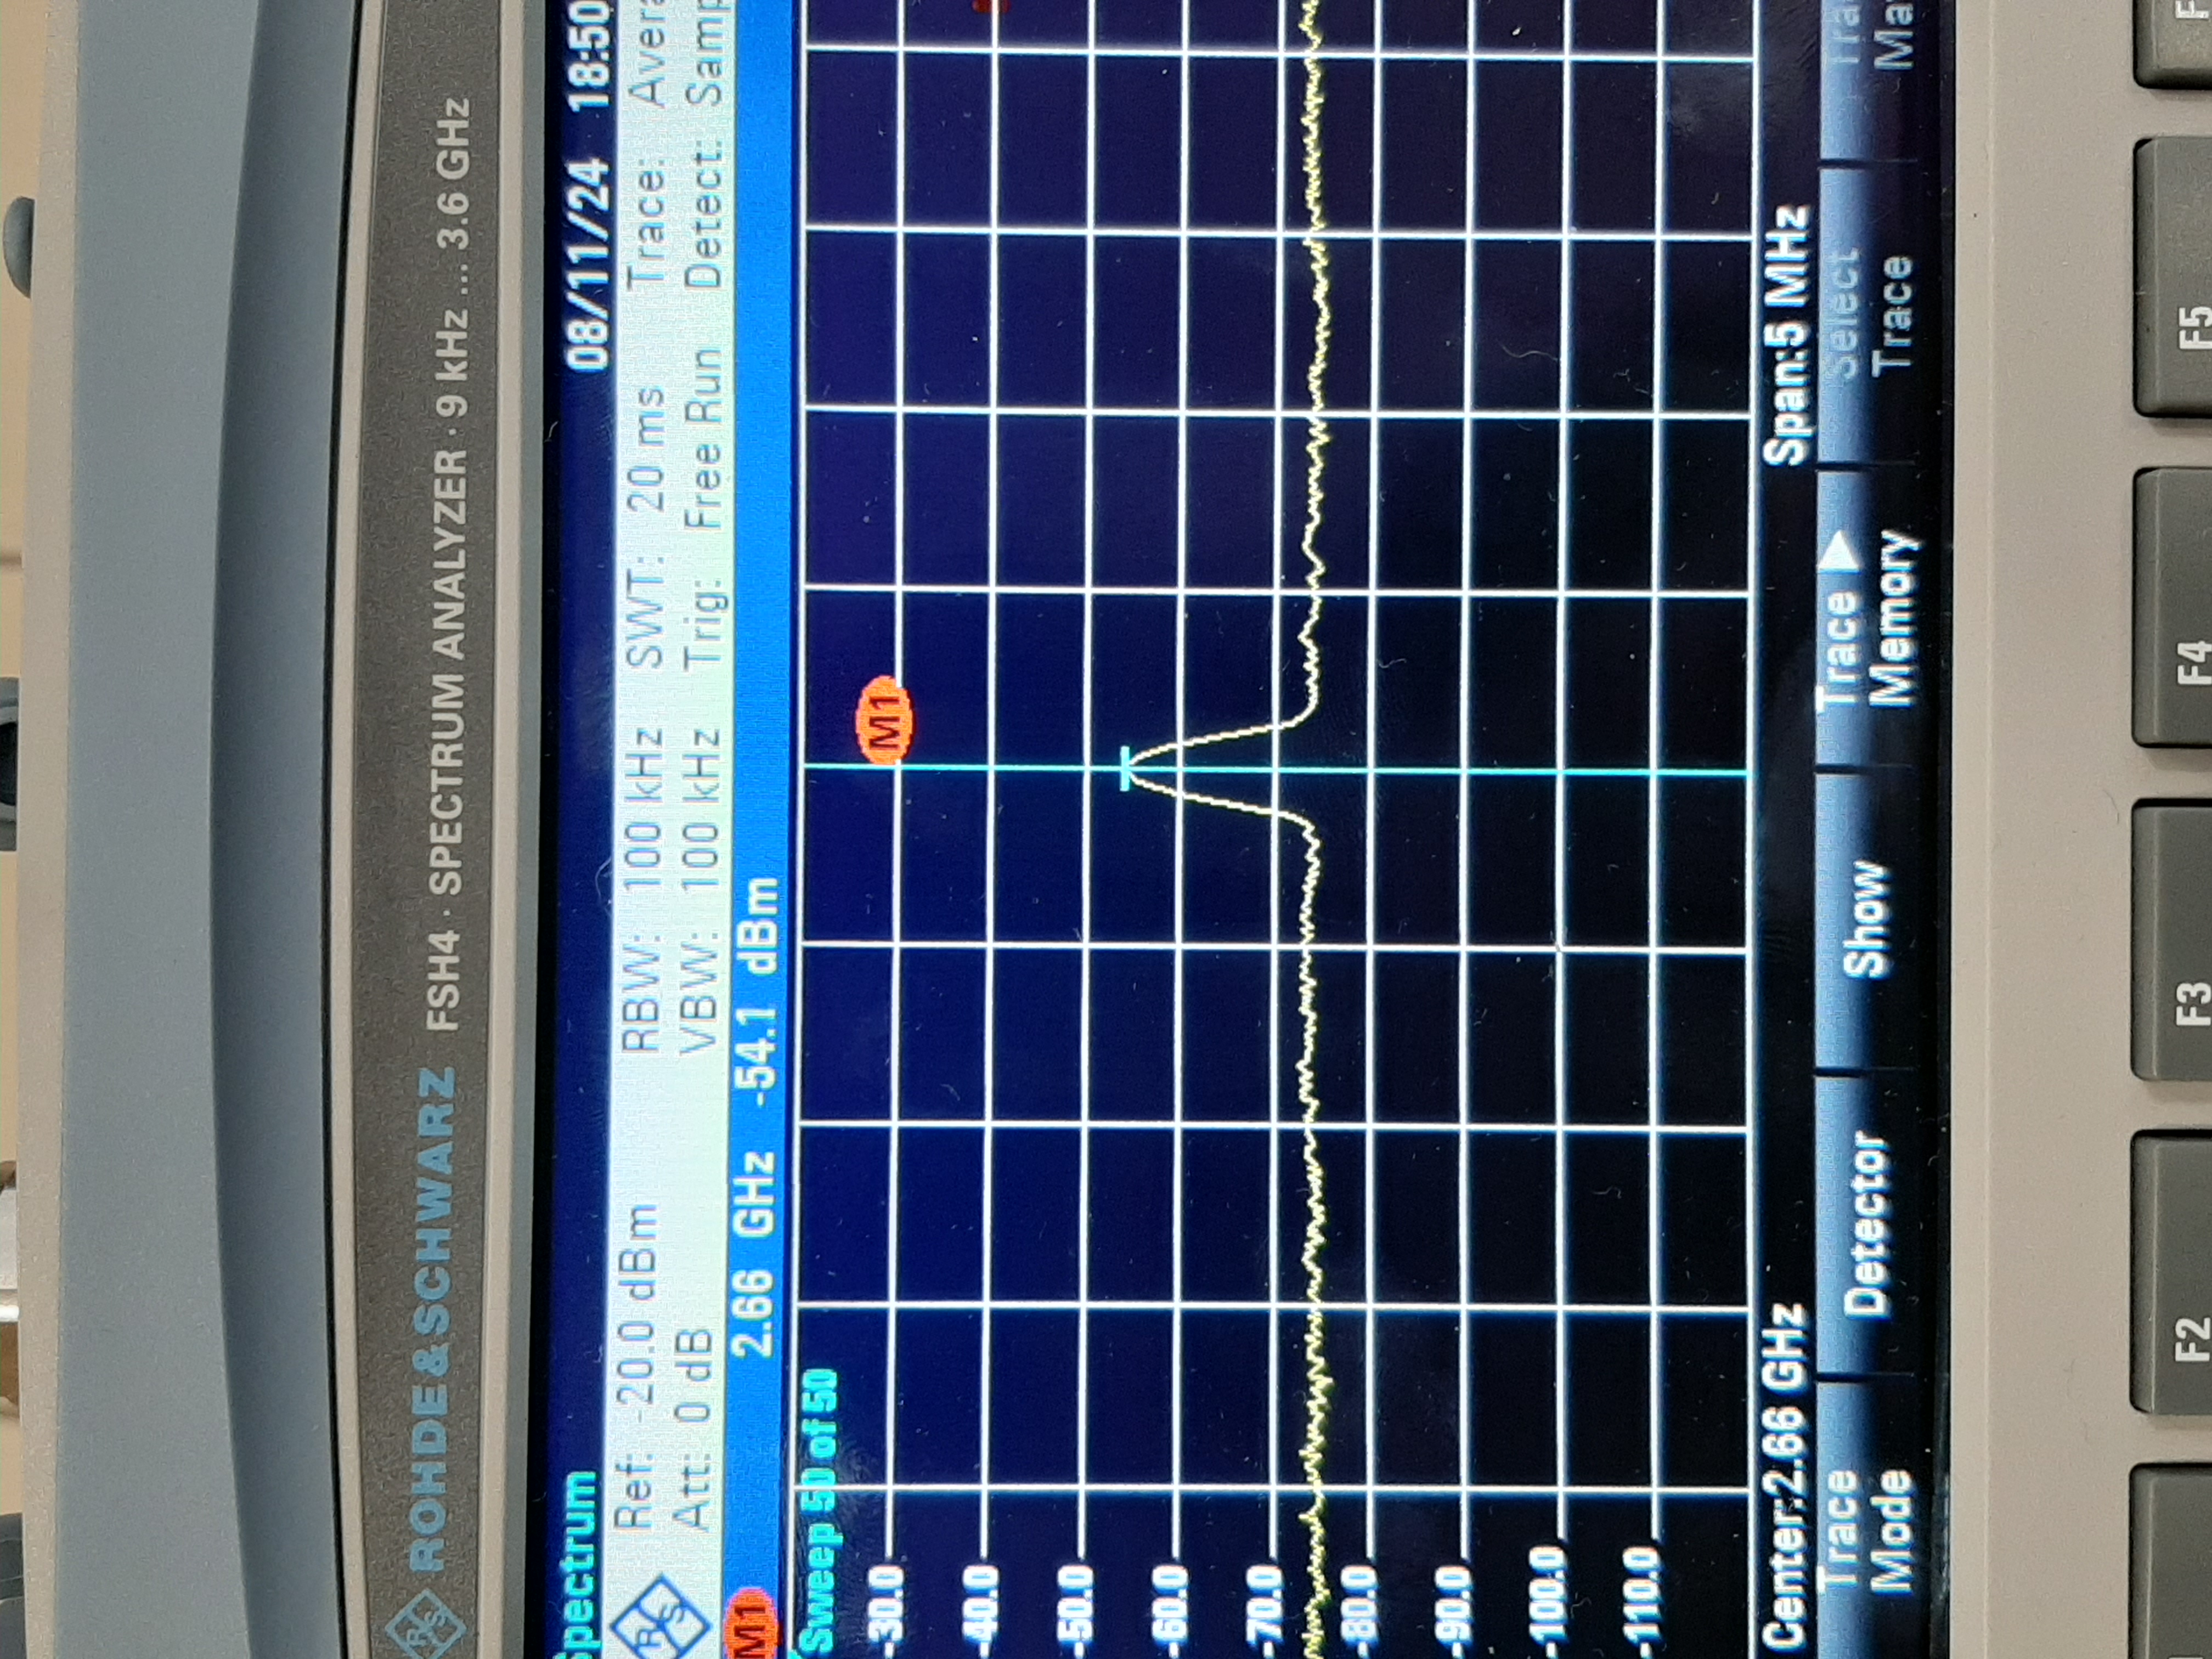 ROHDE & SCHWARZ FSH4 · SPECTRUM ANALYZER · 9 kHz ... 3.6 GHz
Spectrum 08/11/24 18:50
Ref: -20.0 dBm RBW: 100 kHz SWT: 20 ms Trace: Avera
Att: 0 dB VBW: 100 kHz Trig: Free Run Detect: Samp
M1 2.66 GHz -54.1 dBm
Sweep 50 of 50
M1
-30.0
-40.0
-50.0
-60.0
-70.0
-80.0
-90.0
-100.0
-110.0
Center:2.66 GHz Span:5 MHz
Trace Mode
Detector
Show
Trace Memory
Select Trace
Tra
Ma
F2
F3
F4
F5